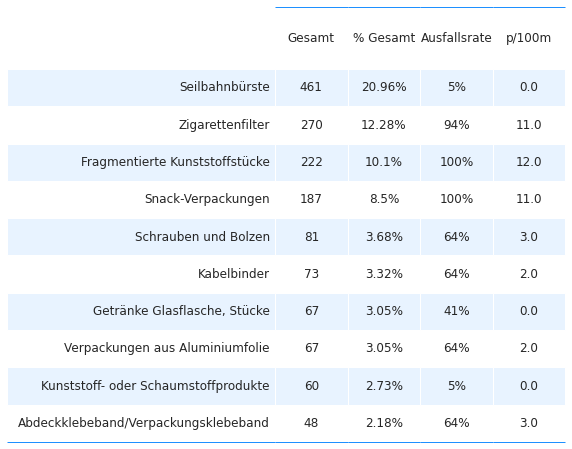 Gesamt % Gesamt Ausfallsrate p/100m
Seilbahnbürste 461 20.96% 5% 0.0
Zigarettenfilter 270 12.28% 94% 11.0
Fragmentierte Kunststoffstücke 222 10.1% 100% 12.0
Snack-Verpackungen 187 8.5% 100% 11.0
Schrauben und Bolzen 81 3.68% 64% 3.0
Kabelbinder 73 3.32% 64% 2.0
Getränke Glasflasche, Stücke 67 3.05% 41% 0.0
Verpackungen aus Aluminiumfolie 67 3.05% 64% 2.0
Kunststoff- oder Schaumstoffprodukte 60 2.73% 5% 0.0
Abdeckklebeband/Verpackungsklebeband 48 2.18% 64% 3.0